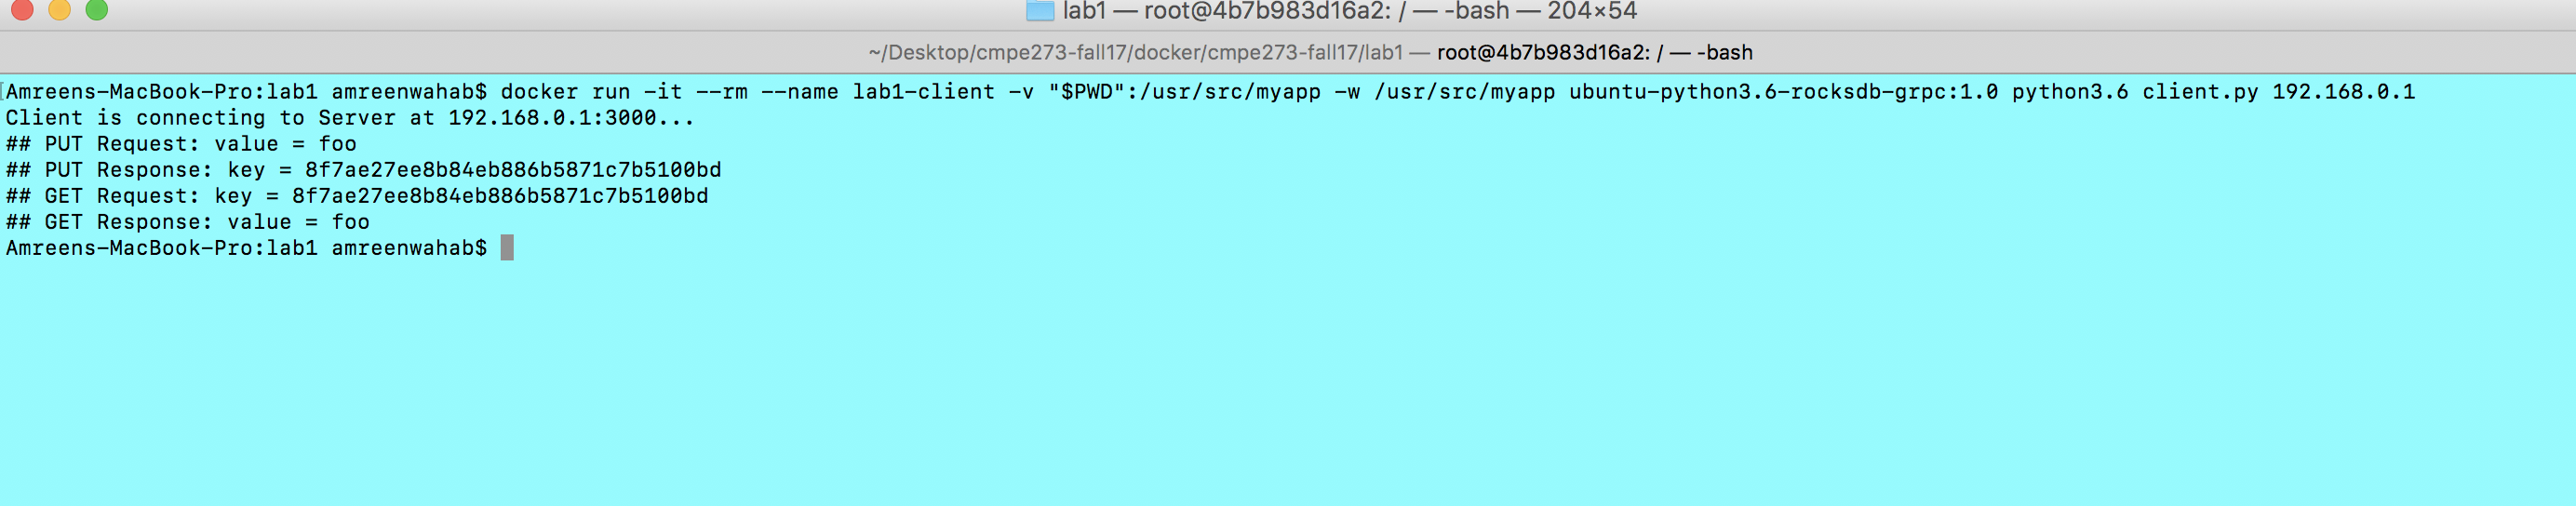 lab1 — root@4b7b983d16a2: / — -bash — 204×54
~/Desktop/cmpe273-fall17/docker/cmpe273-fall17/lab1 — root@4b7b983d16a2: / — -bash
[Amreens-MacBook-Pro:lab1 amreenwahab$ docker run -it --rm --name lab1-client -v "$PWD":/usr/src/myapp -w /usr/src/myapp ubuntu-python3.6-rocksdb-grpc:1.0 python3.6 client.py 192.168.0.1
Client is connecting to Server at 192.168.0.1:3000...
## PUT Request: value = foo
## PUT Response: key = 8f7ae27ee8b84eb886b5871c7b5100bd
## GET Request: key = 8f7ae27ee8b84eb886b5871c7b5100bd
## GET Response: value = foo
Amreens-MacBook-Pro:lab1 amreenwahab$